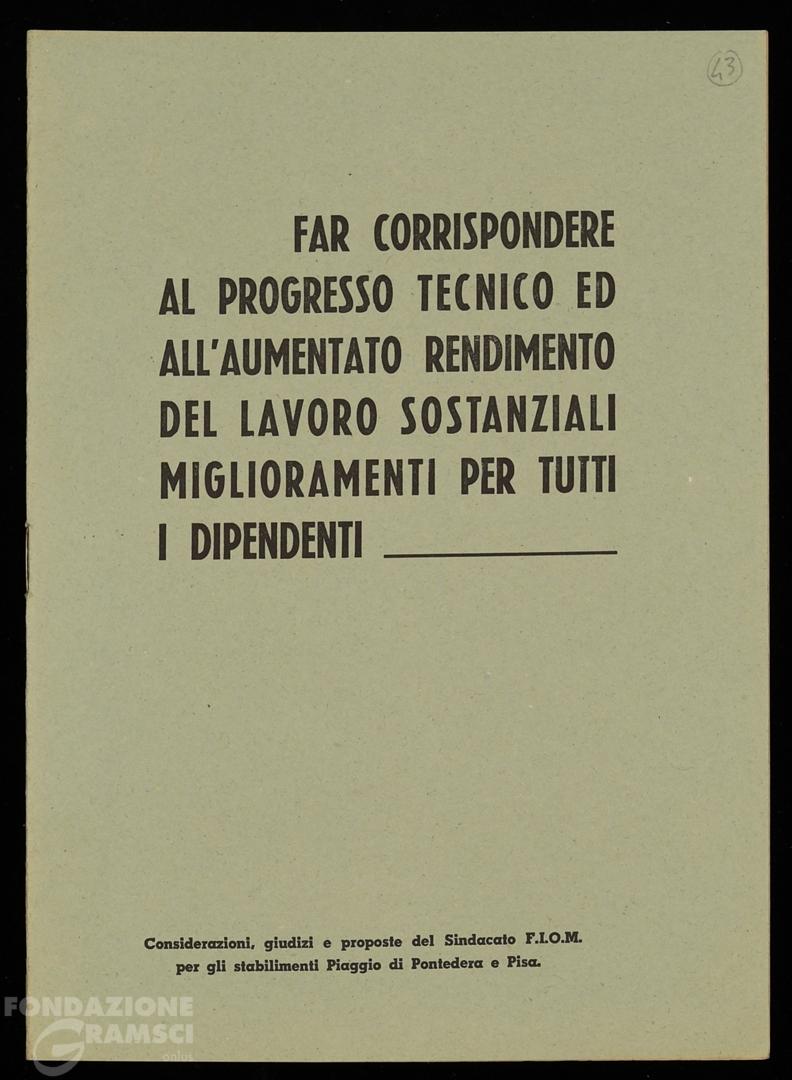 43
FAR CORRISPONDERE
AL PROGRESSO TECNICO ED
ALL'AUMENTATO RENDIMENTO
DEL LAVORO SOSTANZIALI
MIGLIORAMENTI PER TUTTI
I DIPENDENTI
Considerazioni, giudizi e proposte del Sindacato F.I.O.M.
per gli stabilimenti Piaggio di Pontedera e Pisa.
FONDAZIONE
GRAMSCI
onlus